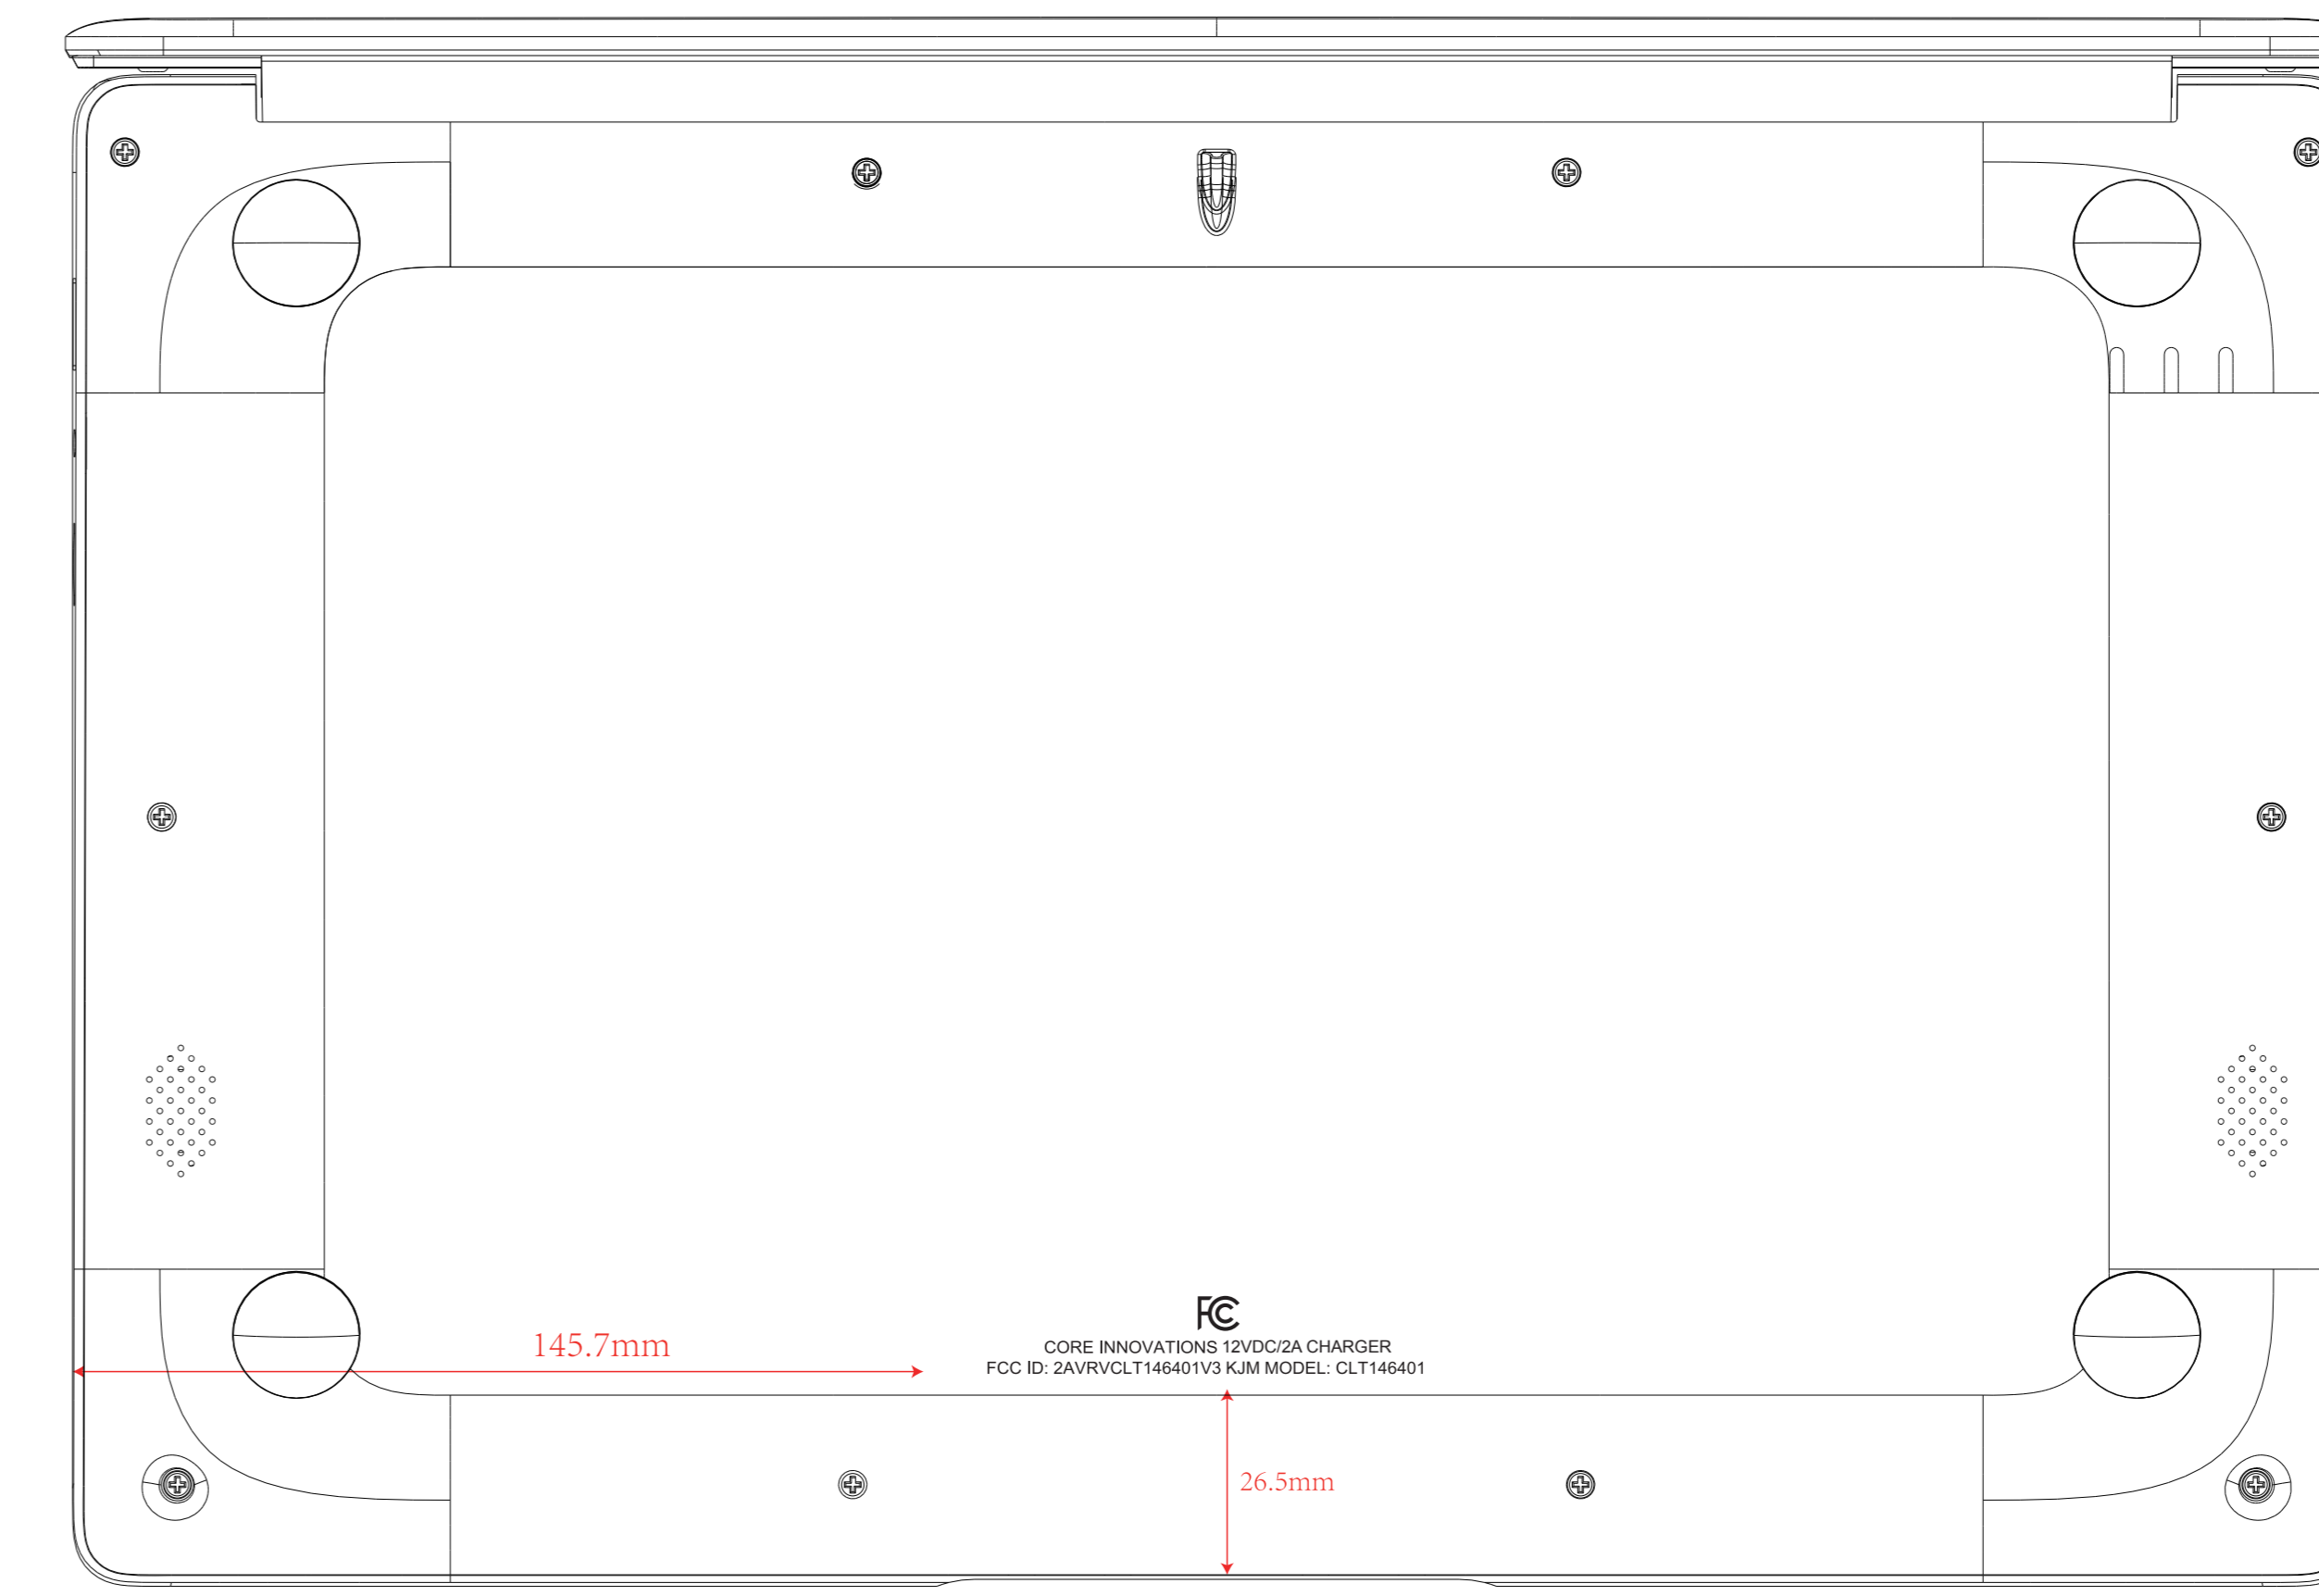 FC
CORE INNOVATIONS 12VDC/2A CHARGER
145.7mm
FCC ID: 2AVRVCLT146401V3 KJM MODEL: CLT146401
26.5mm